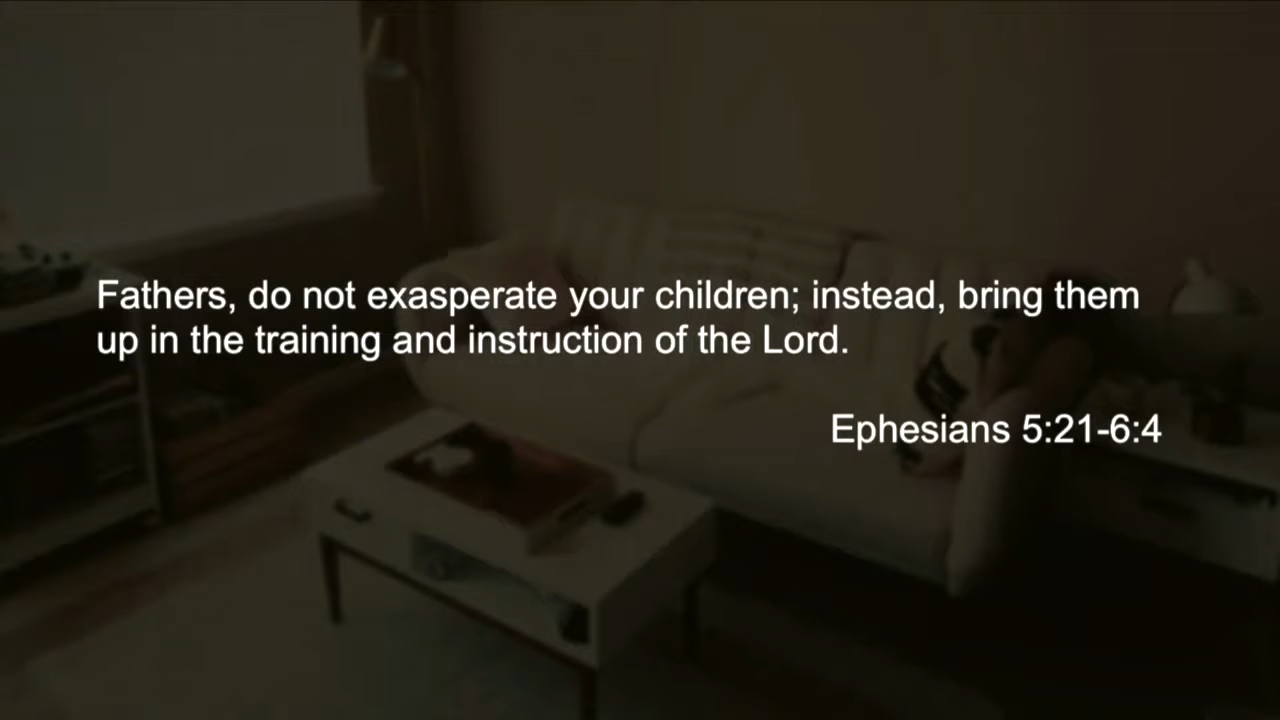 Fathers, do not exasperate your children; instead, bring them
up in the training and instruction of the Lord.
Ephesians 5:21-6:4